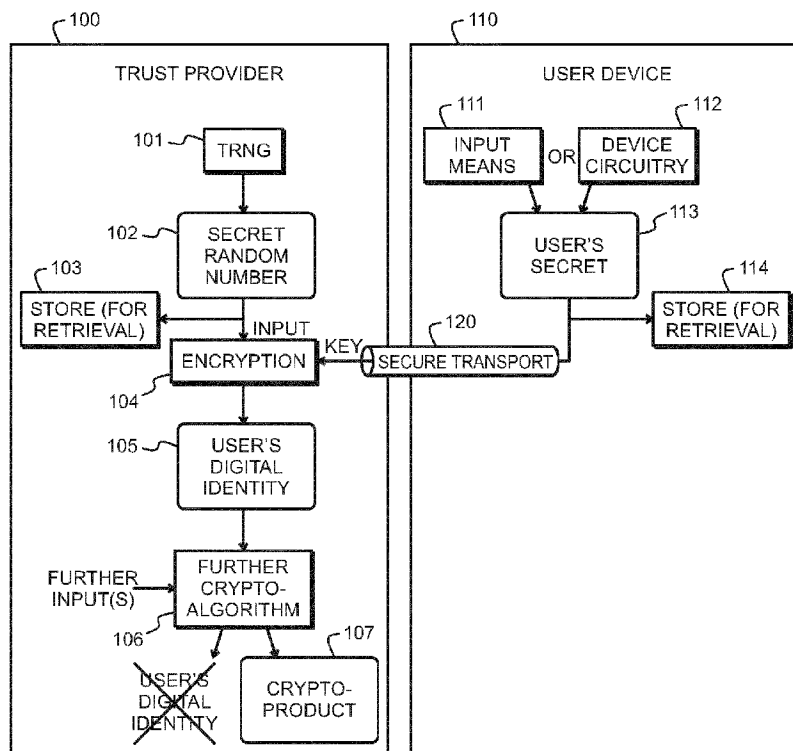 100
TRUST PROVIDER
101
TRNG
102
SECRET
RANDOM
NUMBER
103
STORE (FOR
RETRIEVAL)
INPUT
KEY
ENCRYPTION
104
105
USER'S
DIGITAL
IDENTITY
FURTHER
INPUT(S)
FURTHER
CRYPTO-
ALGORITHM
106
107
USER'S
DIGITAL
IDENTITY
CRYPTO-
PRODUCT
110
USER DEVICE
111
INPUT
MEANS
OR
112
DEVICE
CIRCUITRY
113
USER'S
SECRET
114
STORE (FOR
RETRIEVAL)
120
SECURE TRANSPORT